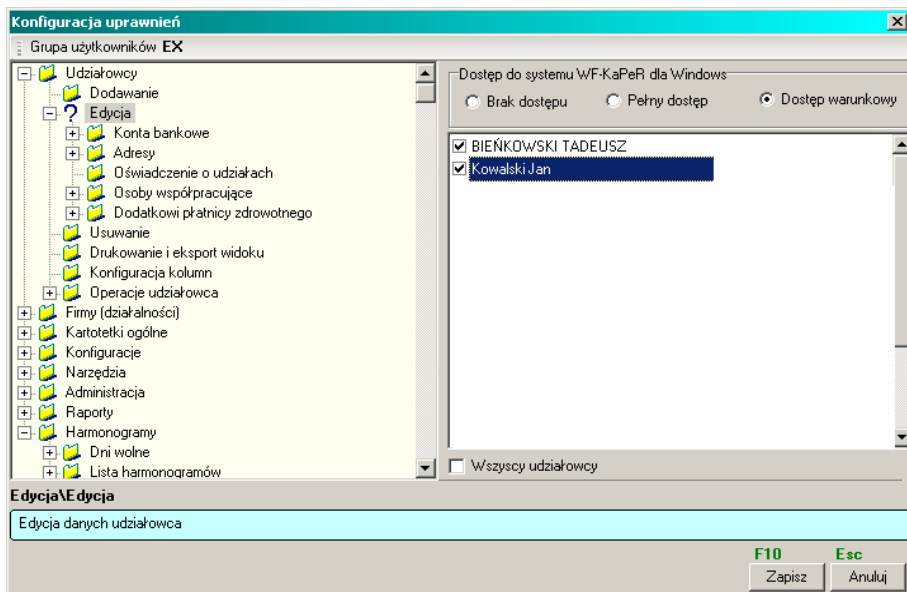 Konfiguracja uprawnień
Grupa użytkowników EX
Udziałowcy
Dodawanie
Edycja
Konta bankowe
Adresy
Oświadczenie o udziałach
Osoby współpracujące
Dodatkowi płatnicy zdrowotnego
Usuwanie
Drukowanie i eksport widoku
Konfiguracja kolumn
Operacje udziałowca
Firmy (działalności)
Kartotetki ogólne
Konfiguracje
Narzędzia
Administracja
Raporty
Harmonogramy
Dni wolne
Lista harmonogramów
Dostęp do systemu WF-KaPeR dla Windows
Brak dostępu Pełny dostęp Dostęp warunkowy
BIEŃKOWSKI TADEUSZ
Kowalski Jan
Wszyscy udziałowcy
Edycja\Edycja
Edycja danych udziałowca
F10 Esc
Zapisz Anuluj